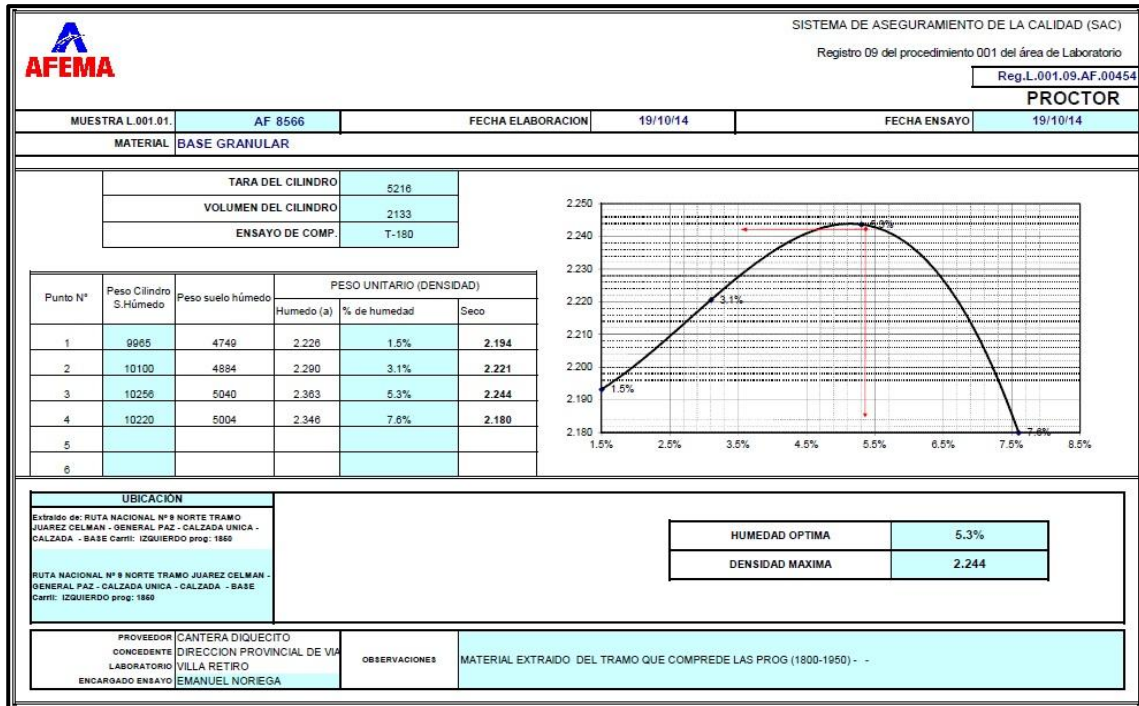 SISTEMA DE ASEGURAMIENTO DE LA CALIDAD (SAC)
AFEMA
Registro 09 del procedimiento 001 del área de Laboratorio
Reg.L.001.09.AF.00454
PROCTOR
MUESTRA L.001.01. AF 8566 FECHA ELABORACION 19/10/14 FECHA ENSAYO 19/10/14
MATERIAL BASE GRANULAR
TARA DEL CILINDRO 5216
VOLUMEN DEL CILINDRO 2133
ENSAYO DE COMP. T-180
Punto N° Peso Cilindro S.Húmedo Peso suelo húmedo PESO UNITARIO (DENSIDAD)
Humedo (a) % de humedad Seco
1 9965 4749 2.226 1.5% 2.194
2 10100 4884 2.290 3.1% 2.221
3 10256 5040 2.363 5.3% 2.244
4 10220 5004 2.346 7.6% 2.180
5
6
2.250
2.240
2.230
2.220
2.210
2.200
2.190
2.180
5.3%
3.1%
1.5%
7.6%
1.5% 2.5% 3.5% 4.5% 5.5% 6.5% 7.5% 8.5%
UBICACIÓN
Extraido de: RUTA NACIONAL Nº 9 NORTE TRAMO
JUAREZ CELMAN - GENERAL PAZ - CALZADA UNICA -
CALZADA - BASE Carril: IZQUIERDO prog: 1860
RUTA NACIONAL Nº 9 NORTE TRAMO JUAREZ CELMAN -
GENERAL PAZ - CALZADA UNICA - CALZADA - BASE
Carril: IZQUIERDO prog: 1860
HUMEDAD OPTIMA 5.3%
DENSIDAD MAXIMA 2.244
PROVEEDOR CANTERA DIQUECITO
CONCEDENTE DIRECCION PROVINCIAL DE VIA
LABORATORIO VILLA RETIRO
ENCARGADO ENSAYO EMANUEL NORIEGA
OBSERVACIONES MATERIAL EXTRAIDO DEL TRAMO QUE COMPREDE LAS PROG (1800-1950) - -